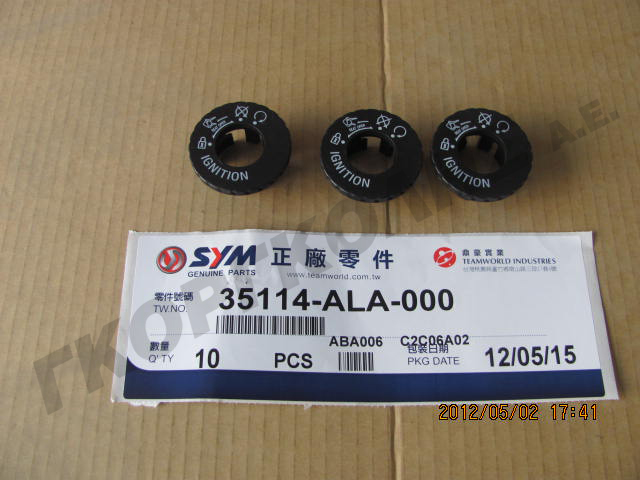 IGNITION
IGNITION
IGNITION
SYM
GENUINE PARTS
正廠零件
www.teamworld.com.tw
鼎量實業
TEAMWORLD INDUSTRIES
零件號碼
TW.NO.
35114-ALA-000
ABA006
C2C06A02
數量
Q'TY
10
PCS
包裝日期
PKG DATE
12/05/15
2012/05/02 17:41